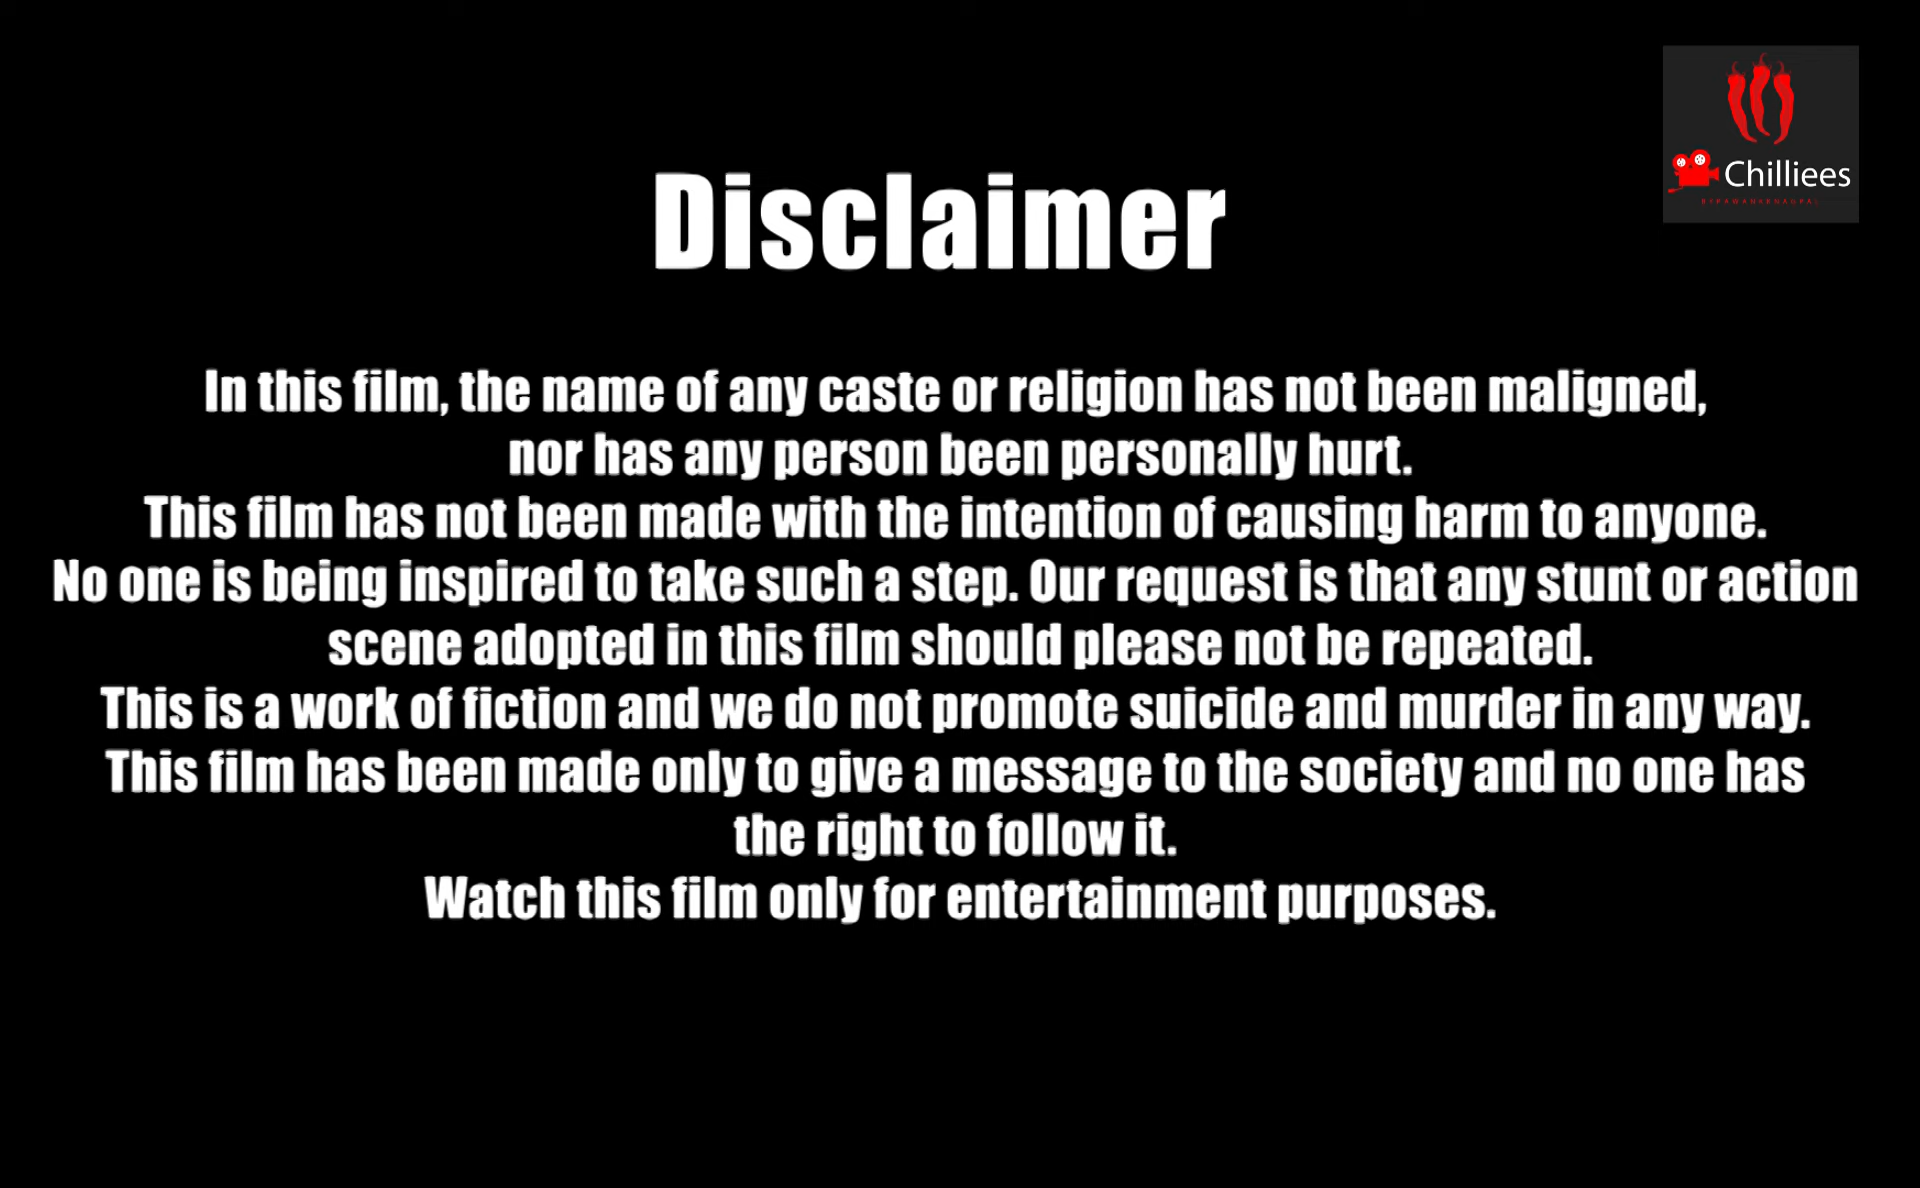 Chilliees
Disclaimer
In this film, the name of any caste or religion has not been maligned,
nor has any person been personally hurt.
This film has not been made with the intention of causing harm to anyone.
No one is being inspired to take such a step. Our request is that any stunt or action
scene adopted in this film should please not be repeated.
This is a work of fiction and we do not promote suicide and murder in any way.
This film has been made only to give a message to the society and no one has
the right to follow it.
Watch this film only for entertainment purposes.